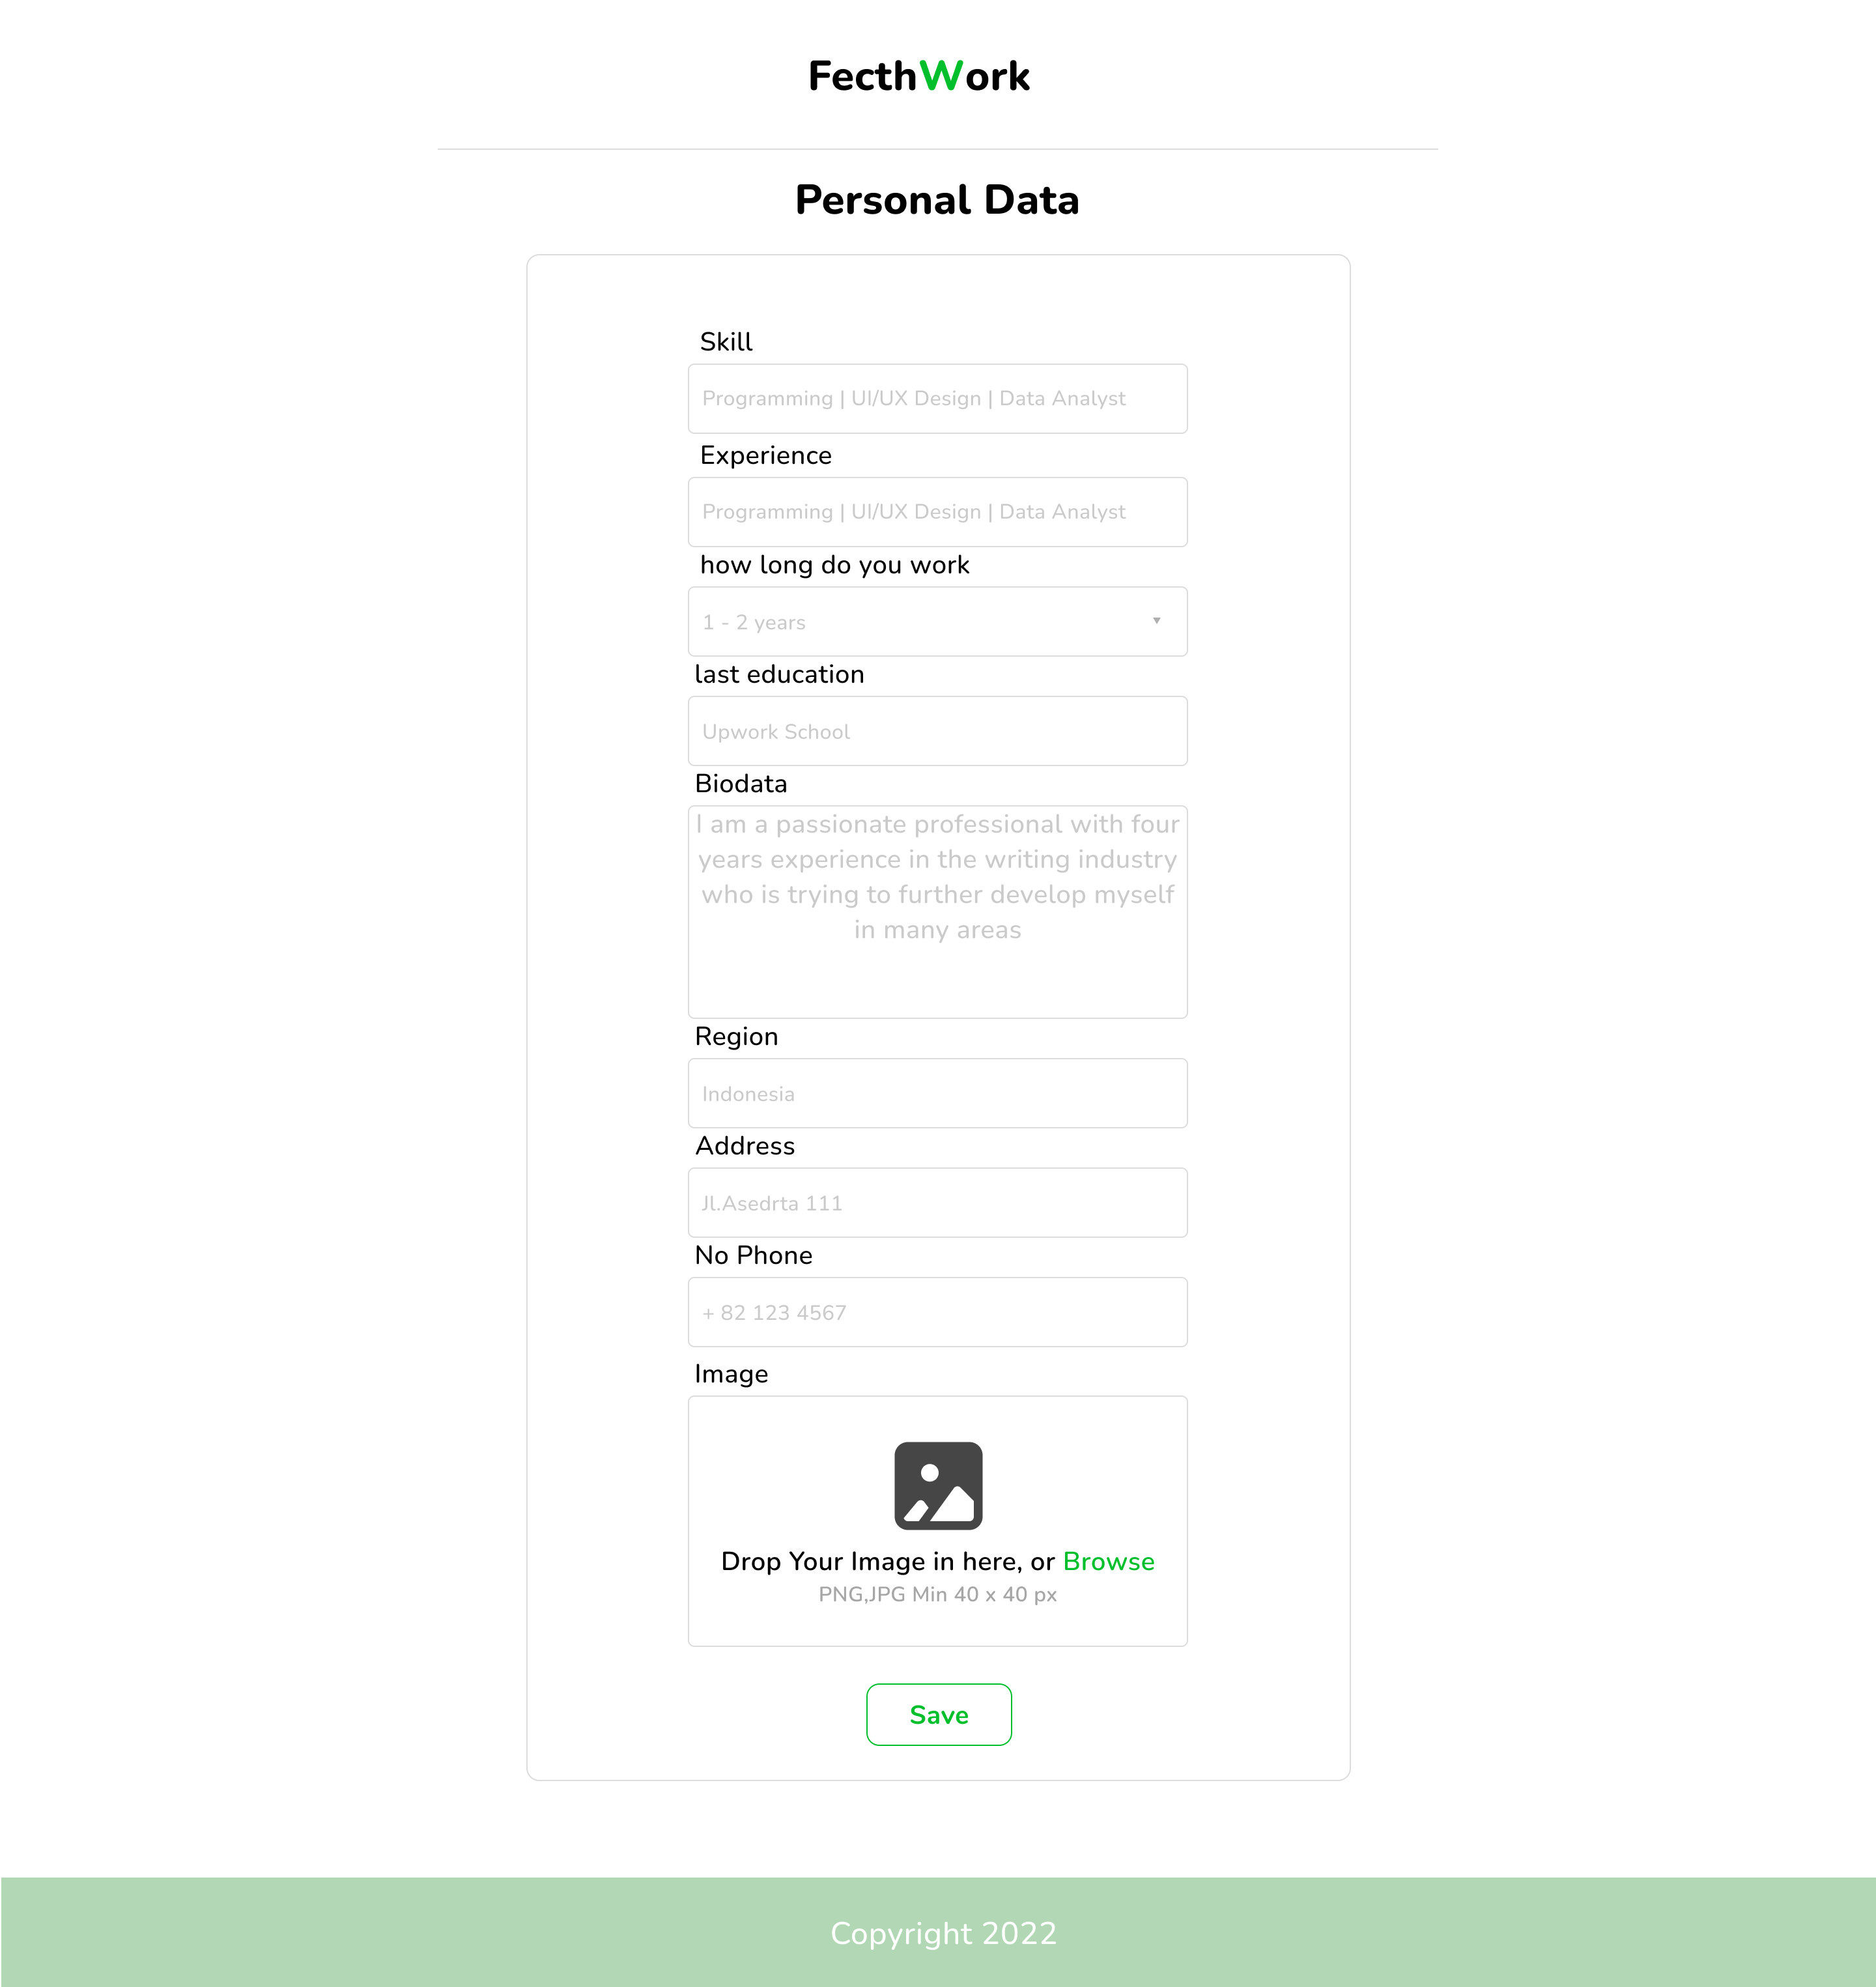 FecthWork
Personal Data
Skill
Programming | UI/UX Design | Data Analyst
Experience
Programming | UI/UX Design | Data Analyst
how long do you work
1 - 2 years
last education
Upwork School
Biodata
I am a passionate professional with four
years experience in the writing industry
who is trying to further develop myself
in many areas
Region
Indonesia
Address
Jl.Asedrta 111
No Phone
+ 82 123 4567
Image
Drop Your Image in here, or Browse
PNG,JPG Min 40 x 40 px
Save
Copyright 2022